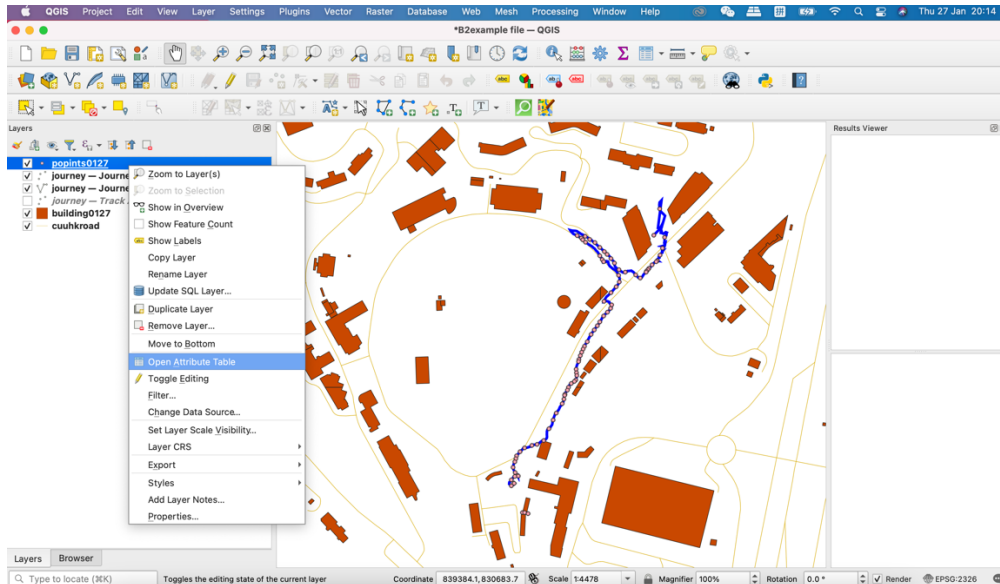 QGIS Project Edit View Layer Settings Plugins Vector Raster Database Web Mesh Processing Window Help Thu 27 Jan 20:14
*B2example file — QGIS
Layers
Results Viewer
popints0127
journey — Journe
journey — Journe
journey — Track
building0127
cuuhkroad
Zoom to Layer(s)
Zoom to Selection
Show in Overview
Show Feature Count
Show Labels
Copy Layer
Rename Layer
Update SQL Layer...
Duplicate Layer
Remove Layer...
Move to Bottom
Open Attribute Table
Toggle Editing
Filter...
Change Data Source...
Set Layer Scale Visibility...
Layer CRS
Export
Styles
Add Layer Notes...
Properties...
Layers Browser
Type to locate (⌘K) Toggles the editing state of the current layer Coordinate 839384.1,830683.7 Scale 1:4478 Magnifier 100% Rotation 0.0 ° Render EPSG:2326